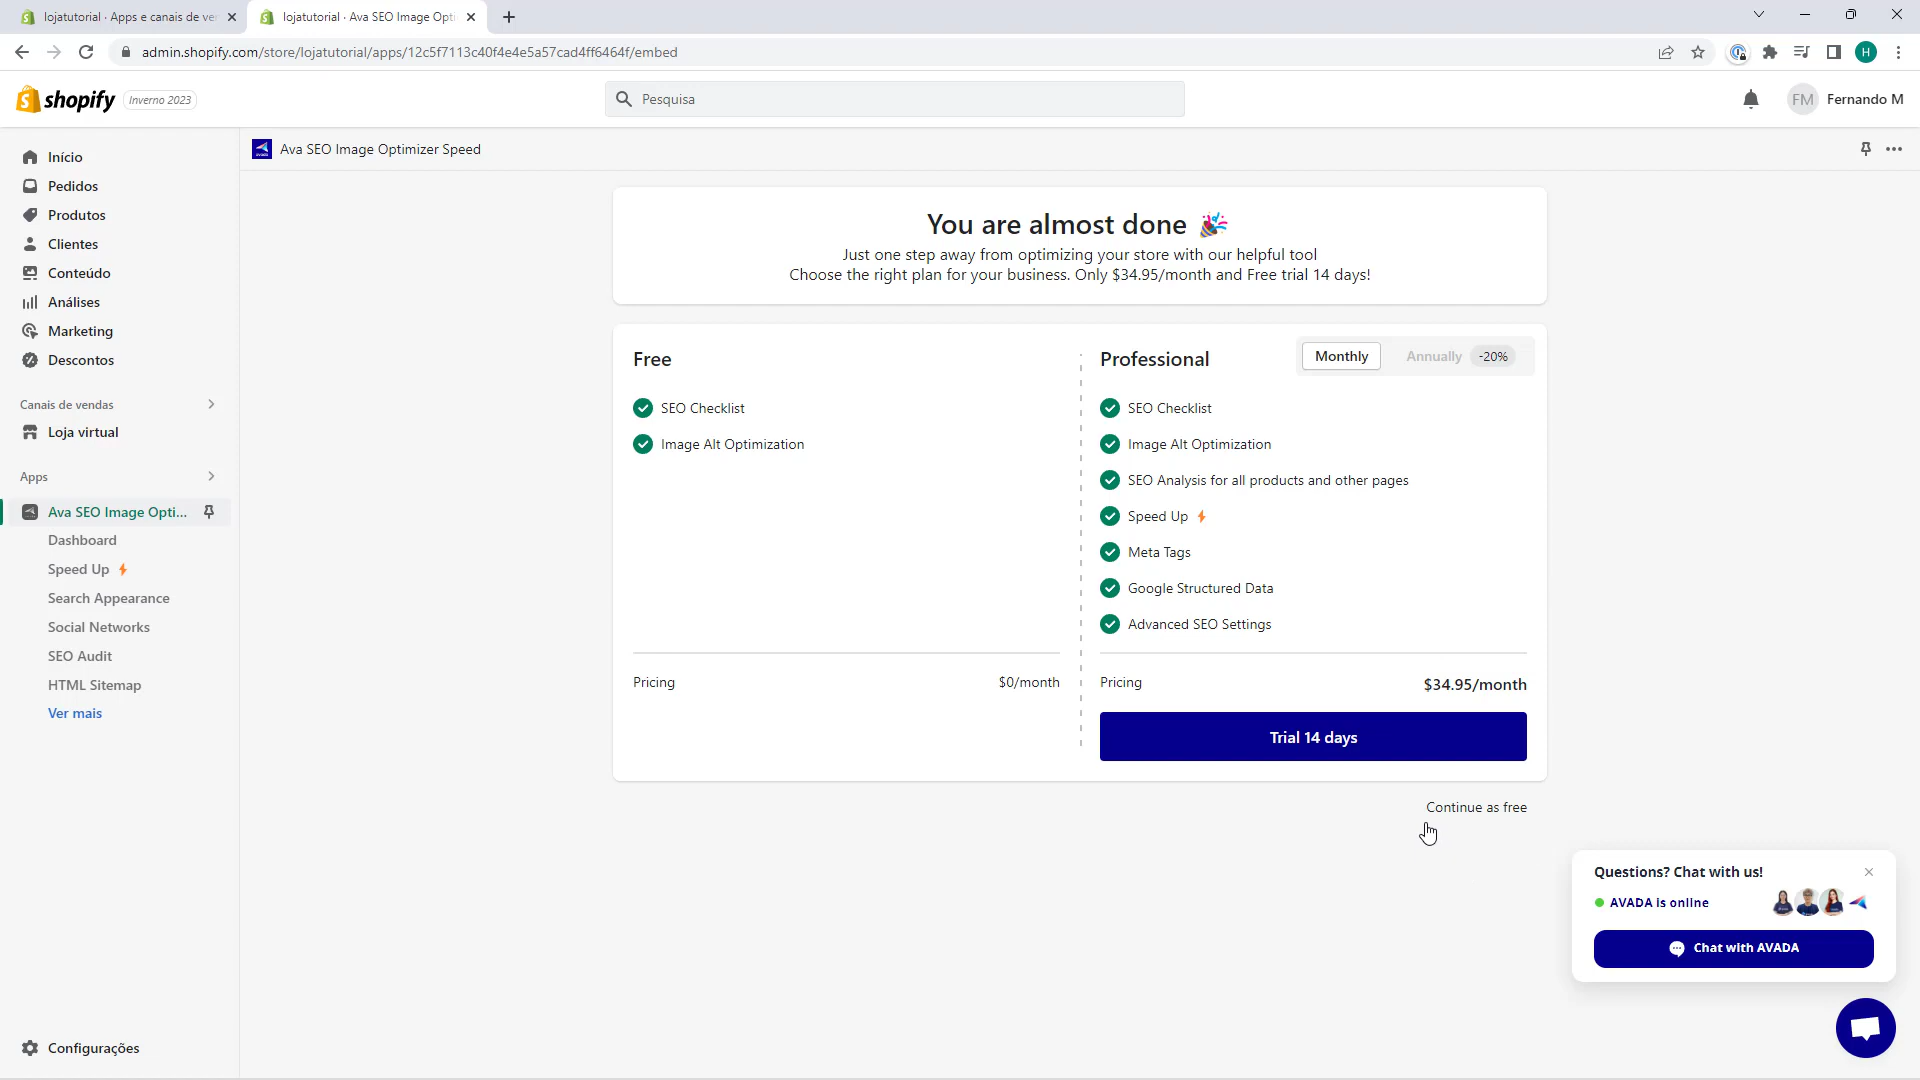 lojatutorial · Apps e canais de ve
lojatutorial · Ava SEO Image Opti
admin.shopify.com/store/lojatutorial/apps/12c5f7113c40f4e4e5a57cad4ff6464f/embed
H
shopify
Inverno 2023
Pesquisa
FM
Fernando M
Início
Pedidos
Produtos
Clientes
Conteúdo
Análises
Marketing
Descontos
Canais de vendas
Loja virtual
Apps
Ava SEO Image Opti...
Dashboard
Speed Up
Search Appearance
Social Networks
SEO Audit
HTML Sitemap
Ver mais
Configurações
Ava SEO Image Optimizer Speed
You are almost done
Just one step away from optimizing your store with our helpful tool
Choose the right plan for your business. Only $34.95/month and Free trial 14 days!
Free
SEO Checklist
Image Alt Optimization
Pricing
$0/month
Professional
Monthly
Annually
-20%
SEO Checklist
Image Alt Optimization
SEO Analysis for all products and other pages
Speed Up
Meta Tags
Google Structured Data
Advanced SEO Settings
Pricing
$34.95/month
Trial 14 days
Continue as free
Questions? Chat with us!
AVADA is online
Chat with AVADA